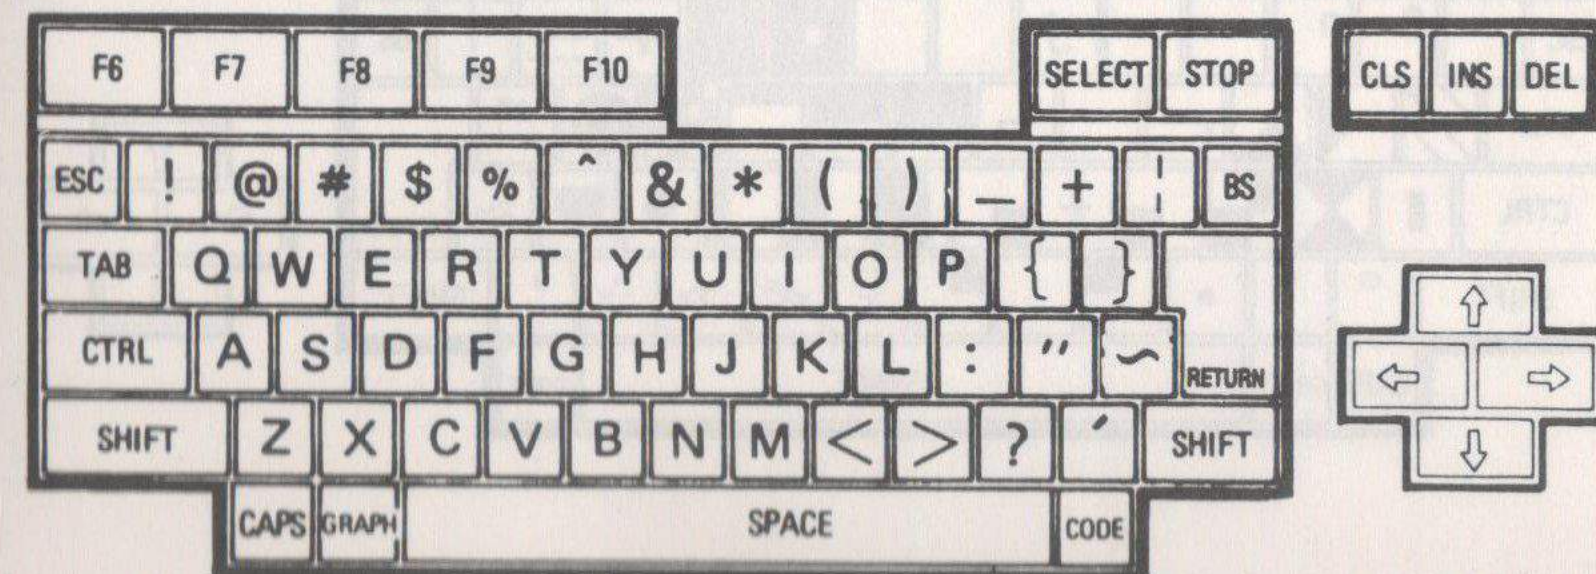 F6 F7 F8 F9 F10 SELECT STOP CLS INS DEL
ESC ! @ # $ % ^ & * ( ) _ + ¦ BS
TAB Q W E R T Y U I O P { }
CTRL A S D F G H J K L : " ~ RETURN
SHIFT Z X C V B N M < > ? ´ SHIFT
CAPS GRAPH SPACE CODE
⇧
⇦ ⇨
⇩